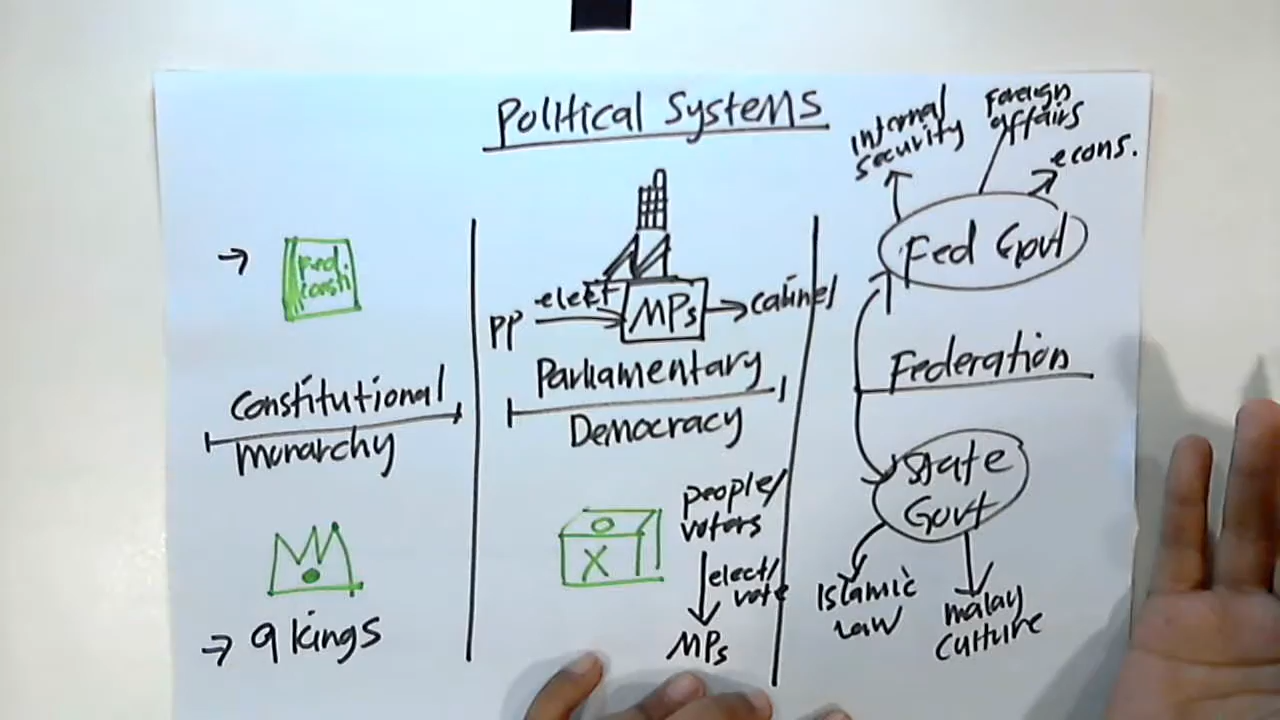 Political Systems
Fed.
consti
Constitutional
Monarchy
→ 9 kings
PP
elect
MPs
cabinet
Parliamentary
Democracy
X
people/
voters
elect/
vote
MPs
Internal
security
Foreign
affairs
econs.
Fed Govt
Federation
State
Govt
Islamic
Law
malay
culture